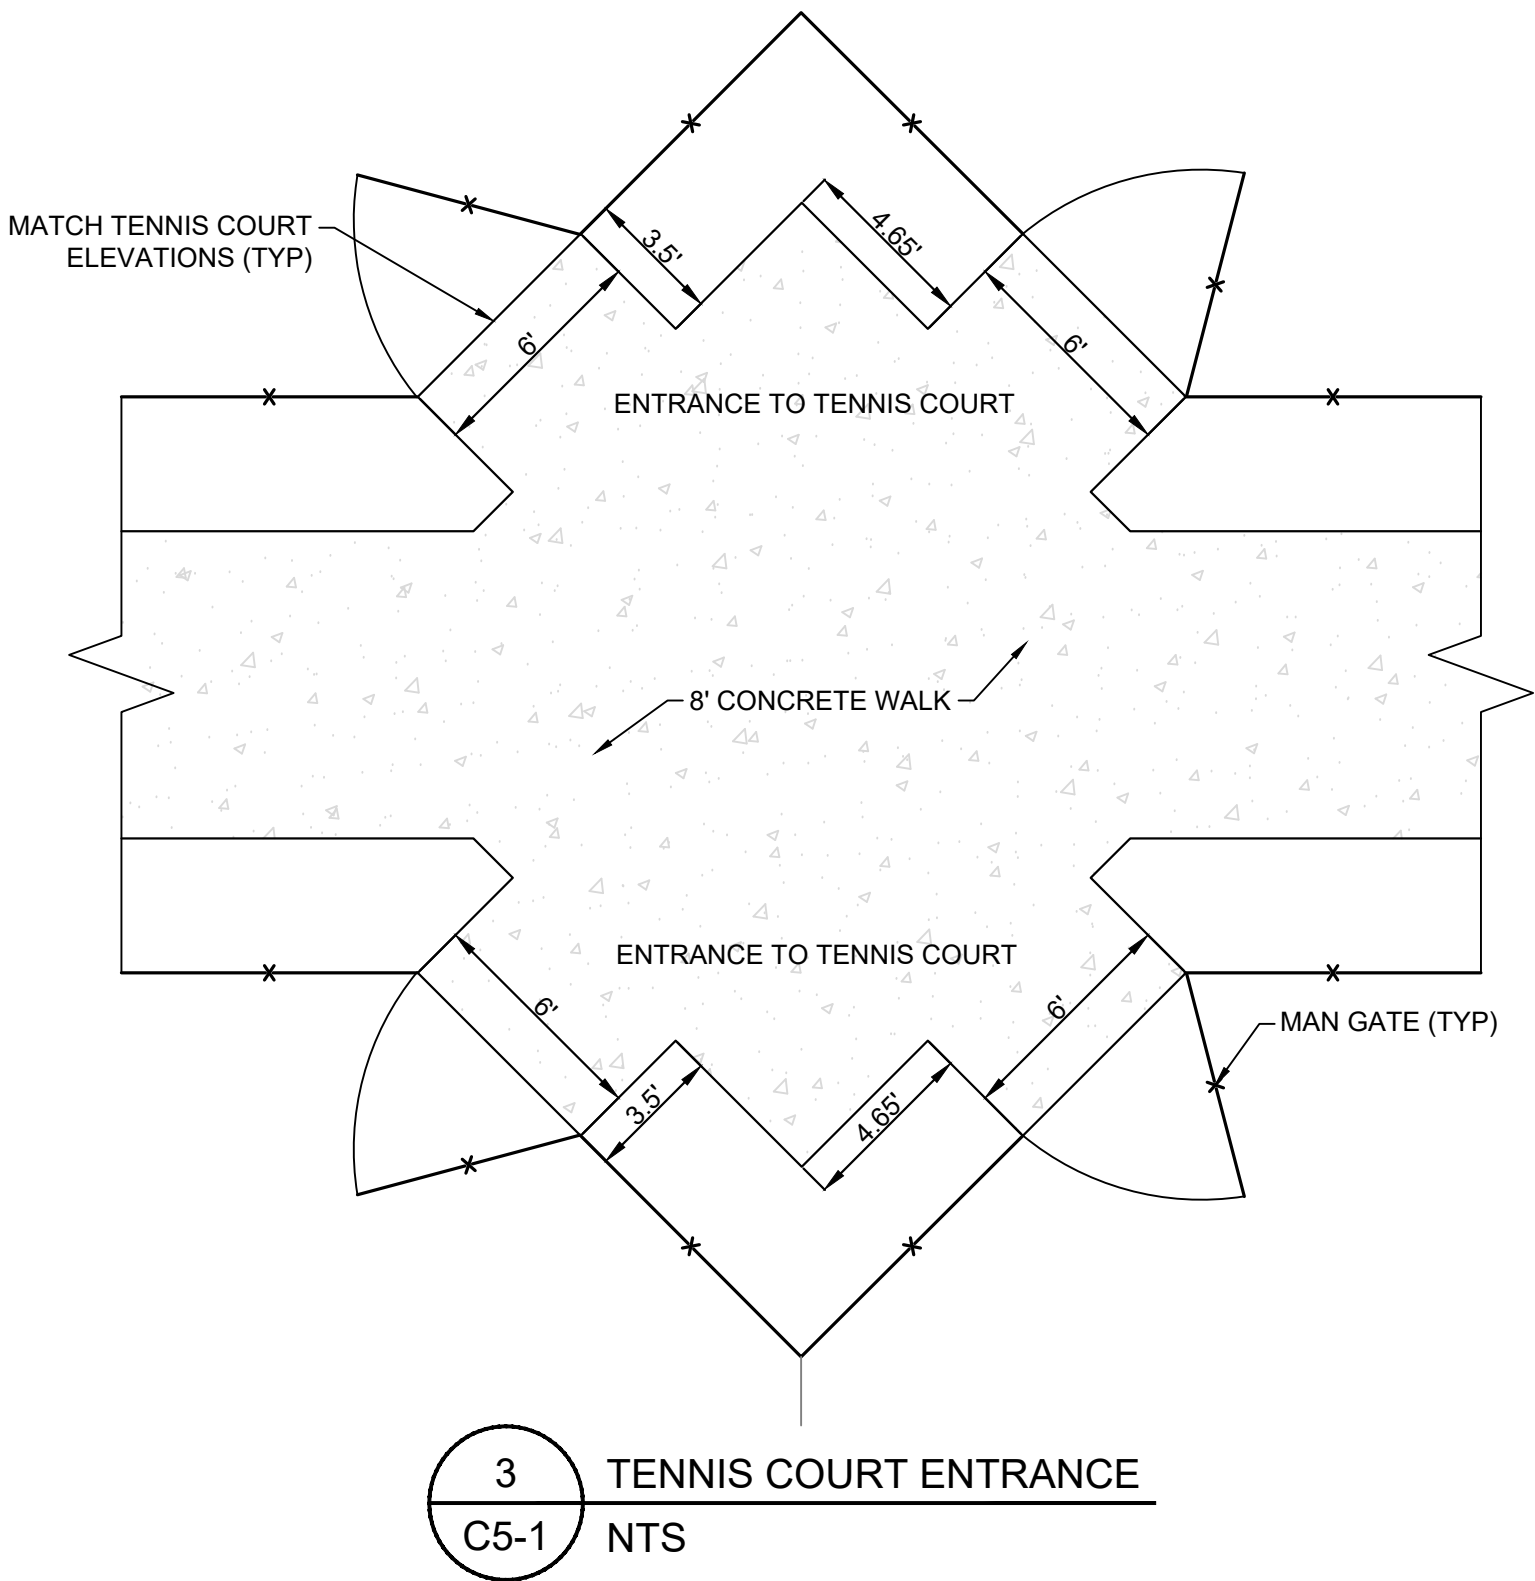 MATCH TENNIS COURT
ELEVATIONS (TYP)
3.5'
4.65'
6'
6'
ENTRANCE TO TENNIS COURT
8' CONCRETE WALK
ENTRANCE TO TENNIS COURT
6'
6'
MAN GATE (TYP)
3.5'
4.65'
3
TENNIS COURT ENTRANCE
C5-1
NTS